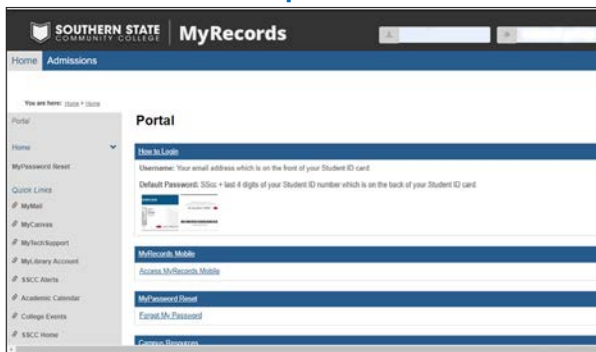 SOUTHERN STATE
COMMUNITY COLLEGE
MyRecords
Home Admissions
You are here: Home > Home
Portal
Home
MyPassword Reset
Quick Links
MyMail
MyCanvas
MyTechSupport
MyLibrary Account
SSCC Alerts
Academic Calendar
College Events
SSCC Home
Portal
How to Login
Username: Your email address which is on the front of your Student ID card.
Default Password: SScc + last 4 digits of your Student ID number which is on the back of your Student ID card.
MyRecords Mobile
Access MyRecords Mobile
MyPassword Reset
Forgot My Password
Campus Resources